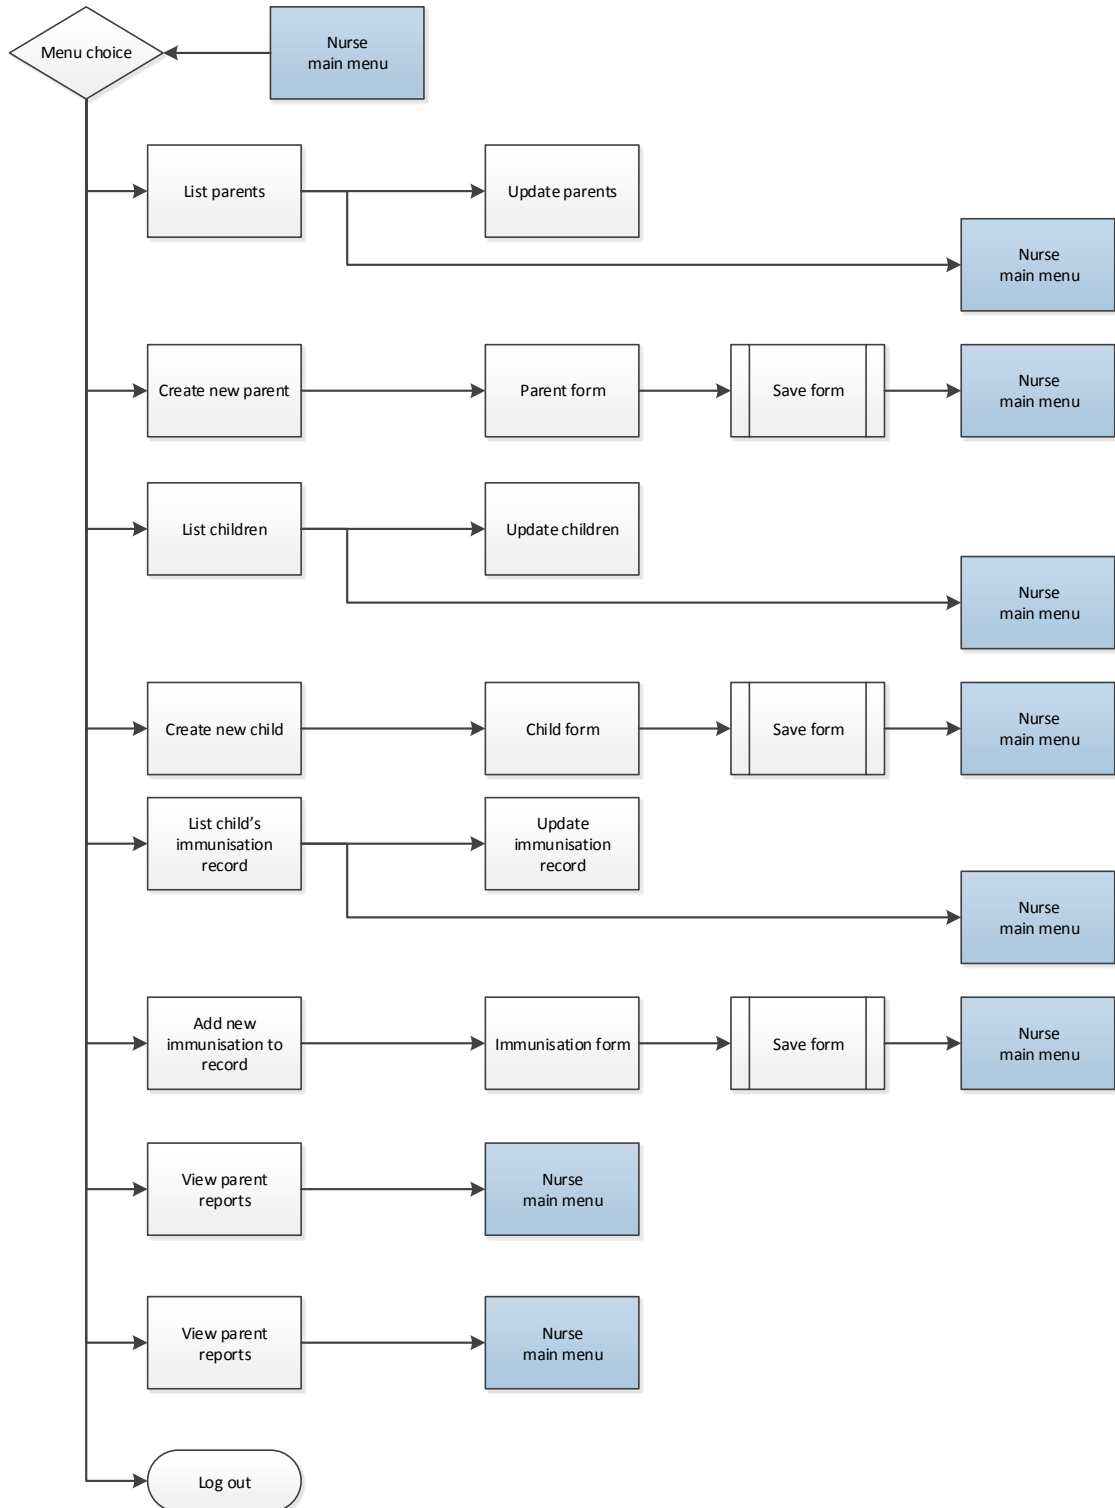 Menu choice
Nurse
main menu
List parents
Update parents
Nurse
main menu
Create new parent
Parent form
Save form
Nurse
main menu
List children
Update children
Nurse
main menu
Create new child
Child form
Save form
Nurse
main menu
List child’s
immunisation
record
Update
immunisation
record
Nurse
main menu
Add new
immunisation to
record
Immunisation form
Save form
Nurse
main menu
View parent
reports
Nurse
main menu
View parent
reports
Nurse
main menu
Log out